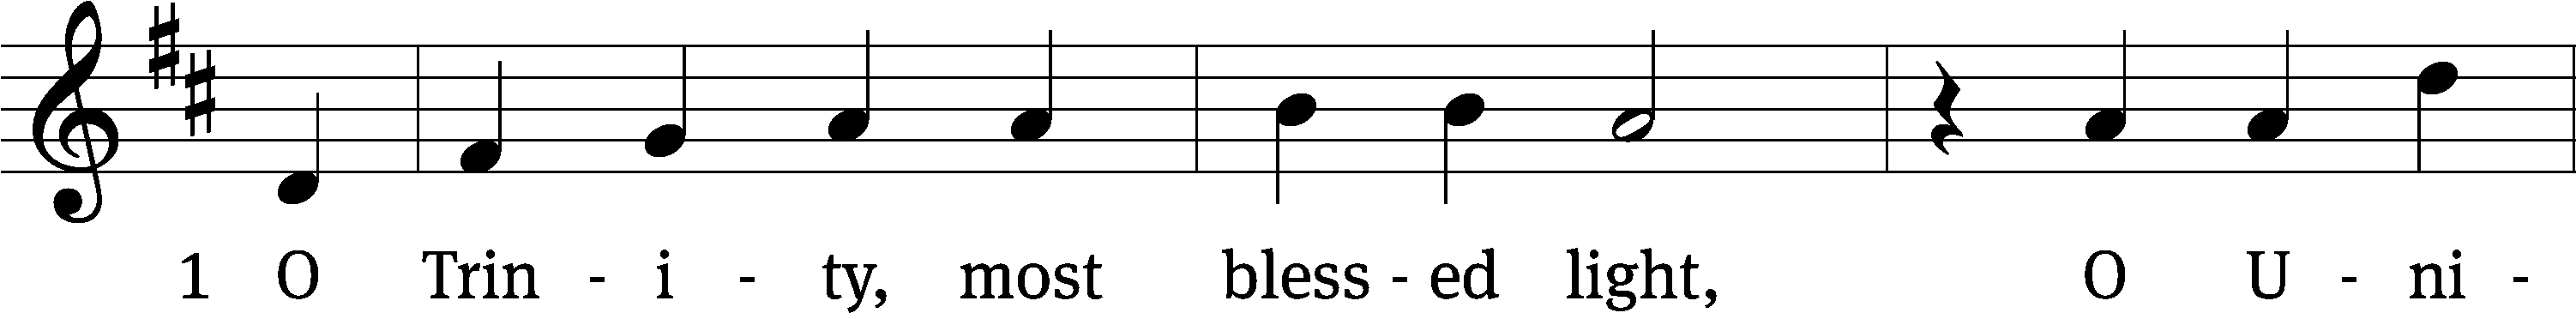 1 O Trin - i - ty, most bless - ed light, O U - ni -